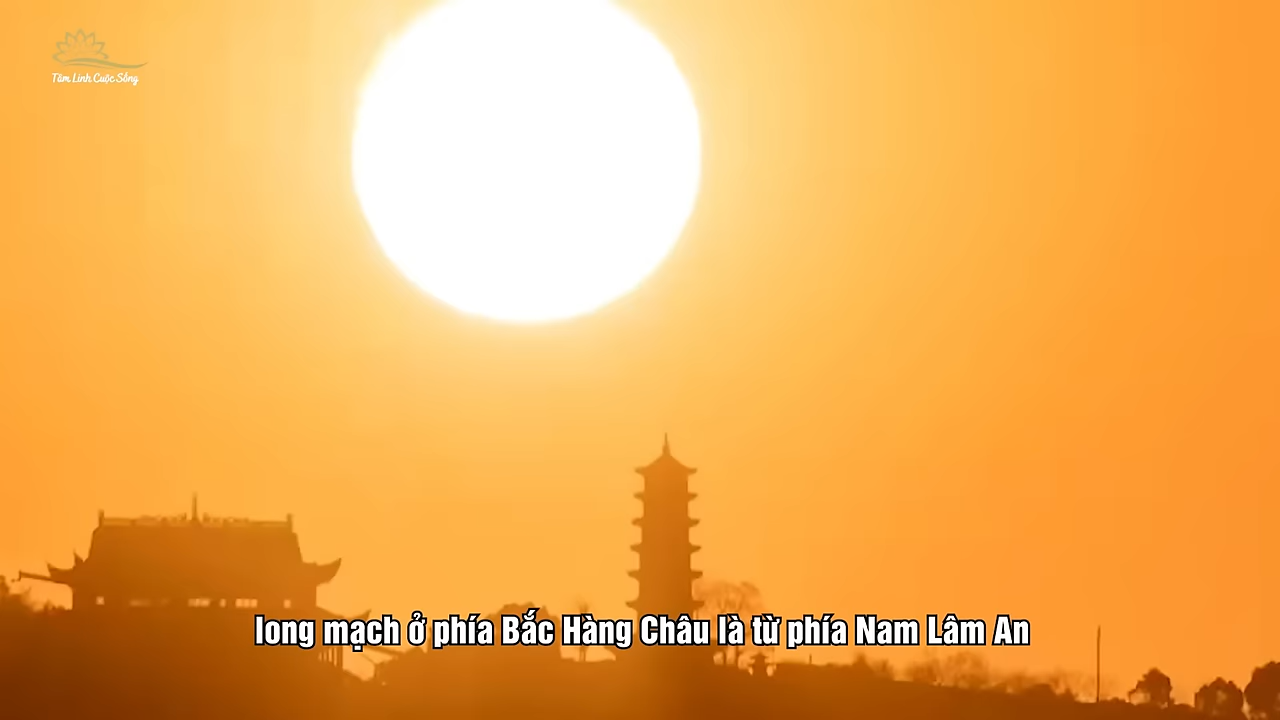 Tâm Linh Cuộc Sống
long mạch ở phía Bắc Hàng Châu là từ phía Nam Lâm An